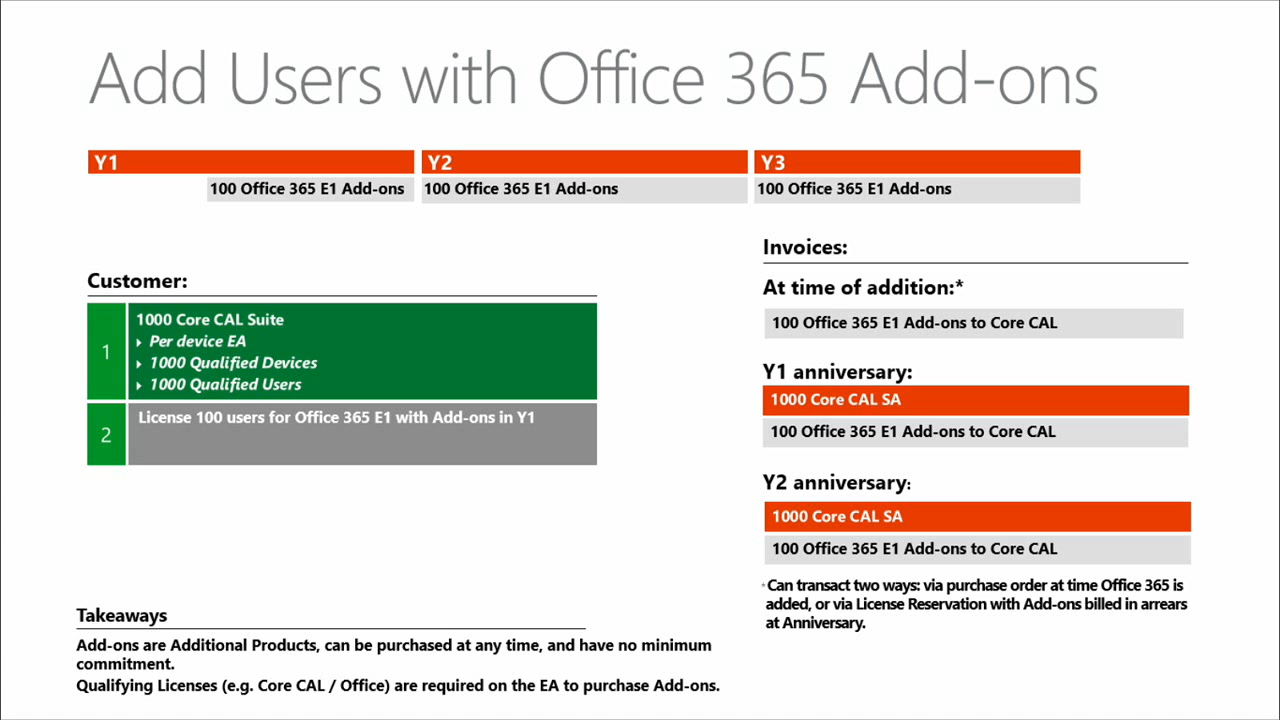 Add Users with Office 365 Add-ons
Y1
Y2
Y3
100 Office 365 E1 Add-ons
100 Office 365 E1 Add-ons
100 Office 365 E1 Add-ons
Customer:
1
1000 Core CAL Suite
Per device EA
1000 Qualified Devices
1000 Qualified Users
2
License 100 users for Office 365 E1 with Add-ons in Y1
Invoices:
At time of addition:*
100 Office 365 E1 Add-ons to Core CAL
Y1 anniversary:
1000 Core CAL SA
100 Office 365 E1 Add-ons to Core CAL
Y2 anniversary:
1000 Core CAL SA
100 Office 365 E1 Add-ons to Core CAL
*Can transact two ways: via purchase order at time Office 365 is
added, or via License Reservation with Add-ons billed in arrears
at Anniversary.
Takeaways
Add-ons are Additional Products, can be purchased at any time, and have no minimum
commitment.
Qualifying Licenses (e.g. Core CAL / Office) are required on the EA to purchase Add-ons.